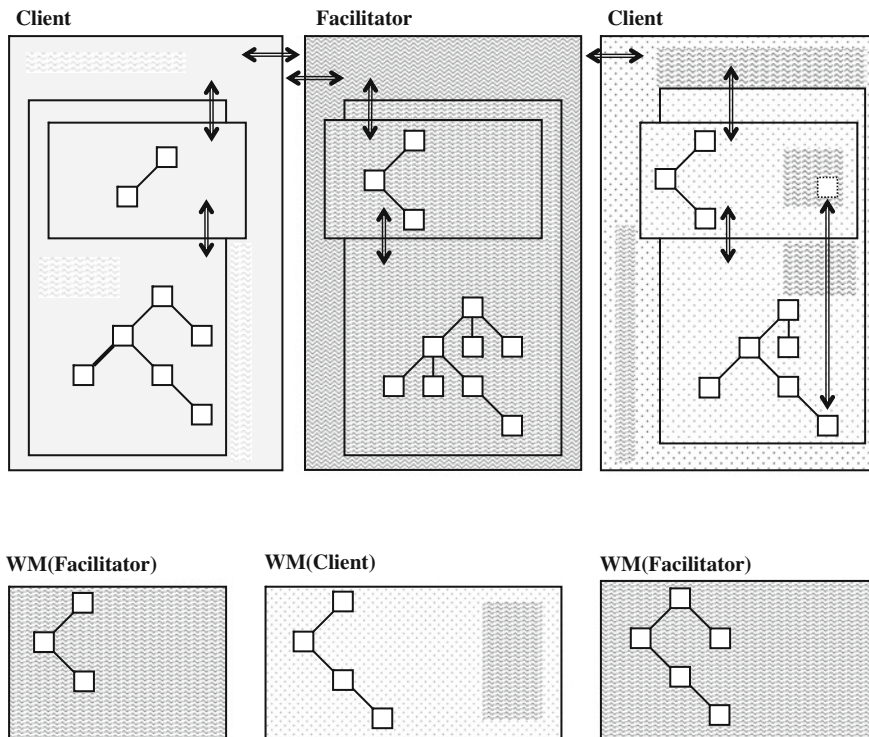 Client
Facilitator
Client
WM(Facilitator)
WM(Client)
WM(Facilitator)